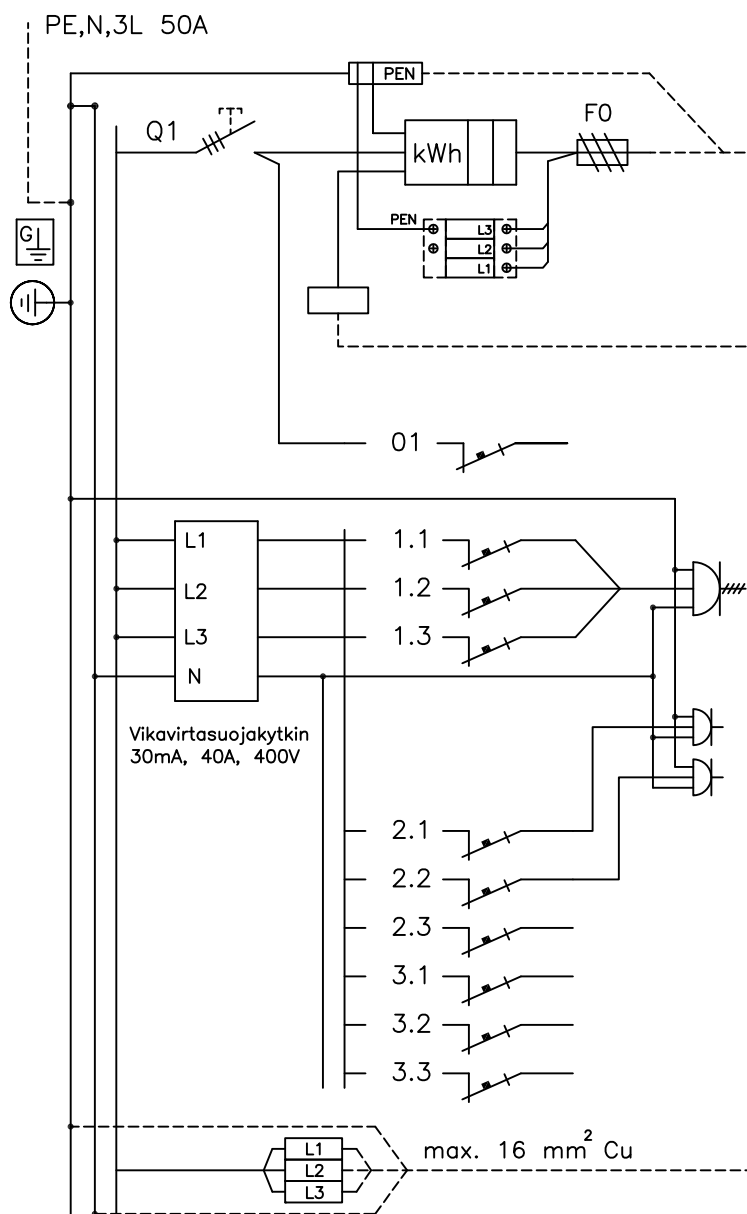 PE,N,3L 50A
PEN
Q1
F0
kWh
PEN
L3
L2
L1
G
01
L1
1.1
L2
1.2
L3
1.3
N
Vikavirtasuojakytkin
30mA, 40A, 400V
2.1
2.2
2.3
3.1
3.2
3.3
L1
max. 16 mm² Cu
L2
L3